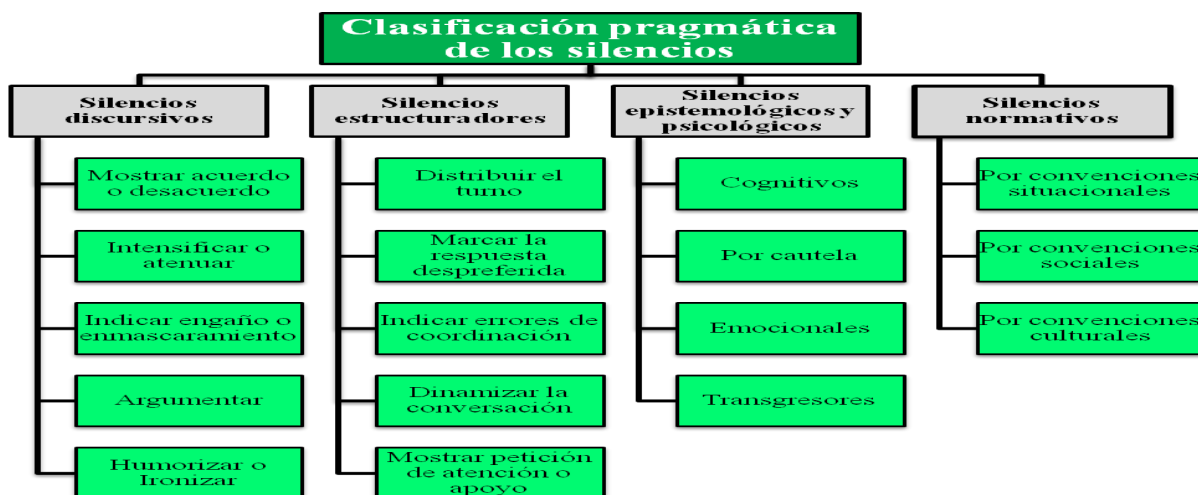 Clasificación pragmática
de los silencios
Silencios
discursivos
Mostrar acuerdo
o desacuerdo
Intensificar o
atenuar
Indicar engaño o
enmascaramiento
Argumentar
Humorizar o
Ironizar
Silencios
estructuradores
Distribuir el
turno
Marcar la
respuesta
despreferida
Indicar errores de
coordinación
Dinamizar la
conversación
Mostrar petición
de atención o
apoyo
Silencios
epistemológicos y
psicológicos
Cognitivos
Por cautela
Emocionales
Transgresores
Silencios
normativos
Por convenciones
situacionales
Por convenciones
sociales
Por convenciones
culturales